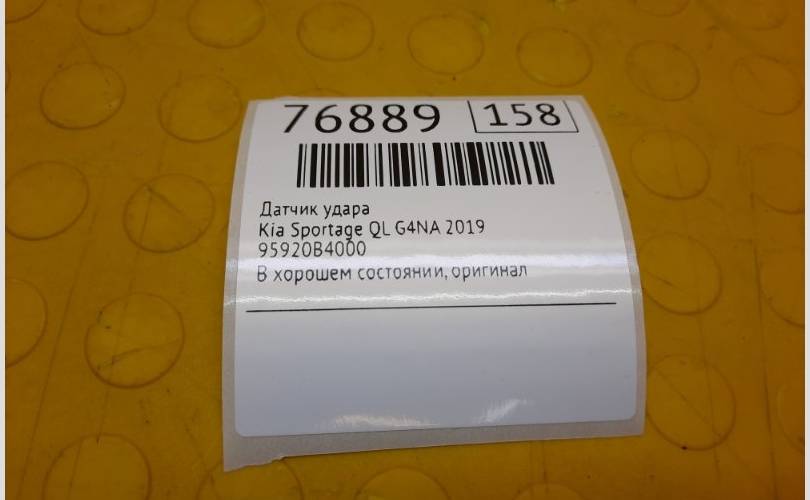 76889 158
Датчик удара
Kia Sportage QL G4NA 2019
95920B4000
В хорошем состоянии, оригинал